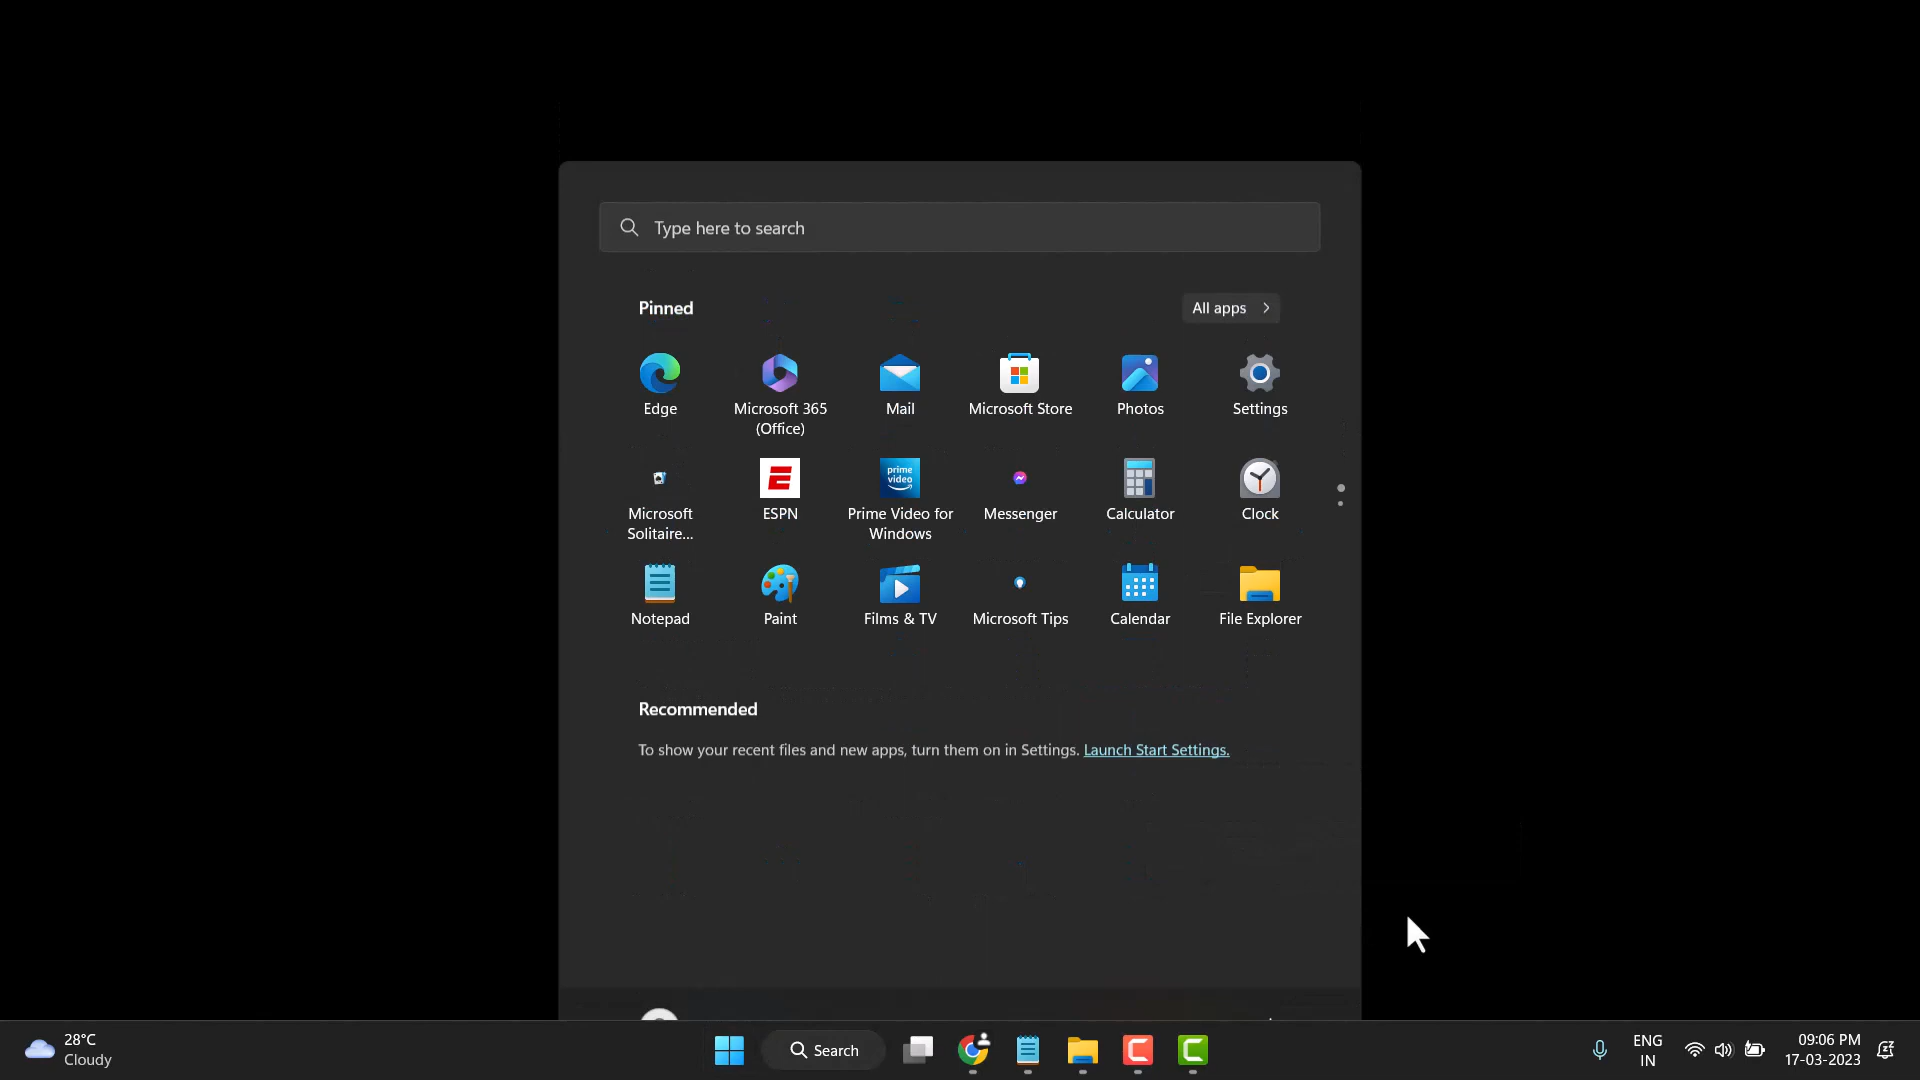 Type here to search
Pinned
All apps
Edge
Microsoft 365
(Office)
Mail
Microsoft Store
Photos
Settings
prime
video
Microsoft
Solitaire...
ESPN
Prime Video for
Windows
Messenger
Calculator
Clock
Notepad
Paint
Films & TV
Microsoft Tips
Calendar
File Explorer
Recommended
To show your recent files and new apps, turn them on in Settings. Launch Start Settings.
28°C
Cloudy
Search
ENG
IN
09:06 PM
17-03-2023